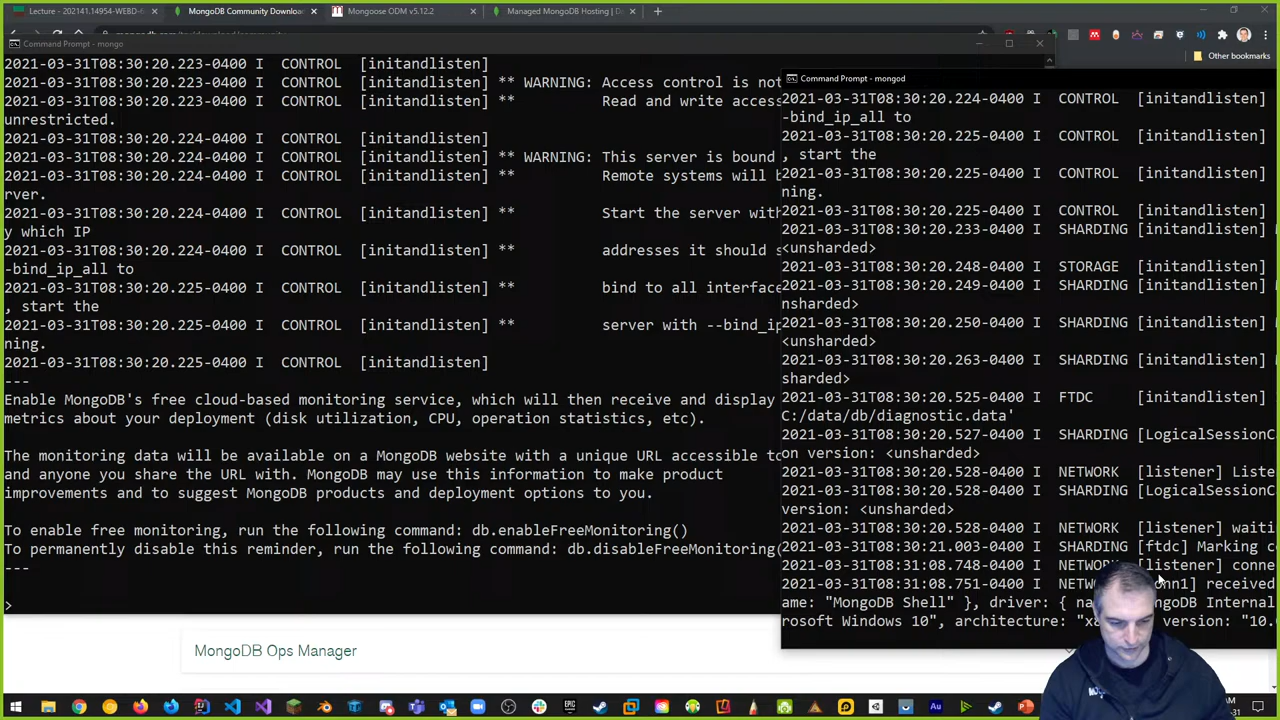 Lecture - 202141.14954-WEBD-6
MongoDB Community Downloa
Mongoose ODM v5.12.2
Managed MongoDB Hosting | D
Other bookmarks
Command Prompt - mongo
2021-03-31T08:30:20.223-0400 I  CONTROL  [initandlisten]
2021-03-31T08:30:20.223-0400 I  CONTROL  [initandlisten] ** WARNING: Access control is not
2021-03-31T08:30:20.223-0400 I  CONTROL  [initandlisten] **          Read and write access
unrestricted.
2021-03-31T08:30:20.224-0400 I  CONTROL  [initandlisten]
2021-03-31T08:30:20.224-0400 I  CONTROL  [initandlisten] ** WARNING: This server is bound
2021-03-31T08:30:20.224-0400 I  CONTROL  [initandlisten] **          Remote systems will b
rver.
2021-03-31T08:30:20.224-0400 I  CONTROL  [initandlisten] **          Start the server with
y which IP
2021-03-31T08:30:20.224-0400 I  CONTROL  [initandlisten] **          addresses it should s
-bind_ip_all to
2021-03-31T08:30:20.225-0400 I  CONTROL  [initandlisten] **          bind to all interface
, start the
2021-03-31T08:30:20.225-0400 I  CONTROL  [initandlisten] **          server with --bind_ip
ning.
2021-03-31T08:30:20.225-0400 I  CONTROL  [initandlisten]
---
Enable MongoDB's free cloud-based monitoring service, which will then receive and display
metrics about your deployment (disk utilization, CPU, operation statistics, etc).
The monitoring data will be available on a MongoDB website with a unique URL accessible to
and anyone you share the URL with. MongoDB may use this information to make product
improvements and to suggest MongoDB products and deployment options to you.
To enable free monitoring, run the following command: db.enableFreeMonitoring()
To permanently disable this reminder, run the following command: db.disableFreeMonitoring(
---
>
Command Prompt - mongod
2021-03-31T08:30:20.224-0400 I  CONTROL  [initandlisten]
-bind_ip_all to
2021-03-31T08:30:20.225-0400 I  CONTROL  [initandlisten]
, start the
2021-03-31T08:30:20.225-0400 I  CONTROL  [initandlisten]
ning.
2021-03-31T08:30:20.225-0400 I  CONTROL  [initandlisten]
2021-03-31T08:30:20.233-0400 I  SHARDING [initandlisten]
<unsharded>
2021-03-31T08:30:20.248-0400 I  STORAGE  [initandlisten]
2021-03-31T08:30:20.249-0400 I  SHARDING [initandlisten]
nsharded>
2021-03-31T08:30:20.250-0400 I  SHARDING [initandlisten]
<unsharded>
2021-03-31T08:30:20.263-0400 I  SHARDING [initandlisten]
sharded>
2021-03-31T08:30:20.525-0400 I  FTDC     [initandlisten]
C:/data/db/diagnostic.data'
2021-03-31T08:30:20.527-0400 I  SHARDING [LogicalSessionC
on version: <unsharded>
2021-03-31T08:30:20.528-0400 I  NETWORK  [listener] Liste
2021-03-31T08:30:20.528-0400 I  SHARDING [LogicalSessionC
version: <unsharded>
2021-03-31T08:30:20.528-0400 I  NETWORK  [listener] waiti
2021-03-31T08:30:21.003-0400 I  SHARDING [ftdc] Marking c
2021-03-31T08:31:08.748-0400 I  NETWORK  [listener] conne
2021-03-31T08:31:08.751-0400 I  NETW onn1] received
ame: "MongoDB Shell" }, driver: { na ngoDB Internal
rosoft Windows 10", architecture: "x8 version: "10.
MongoDB Ops Manager